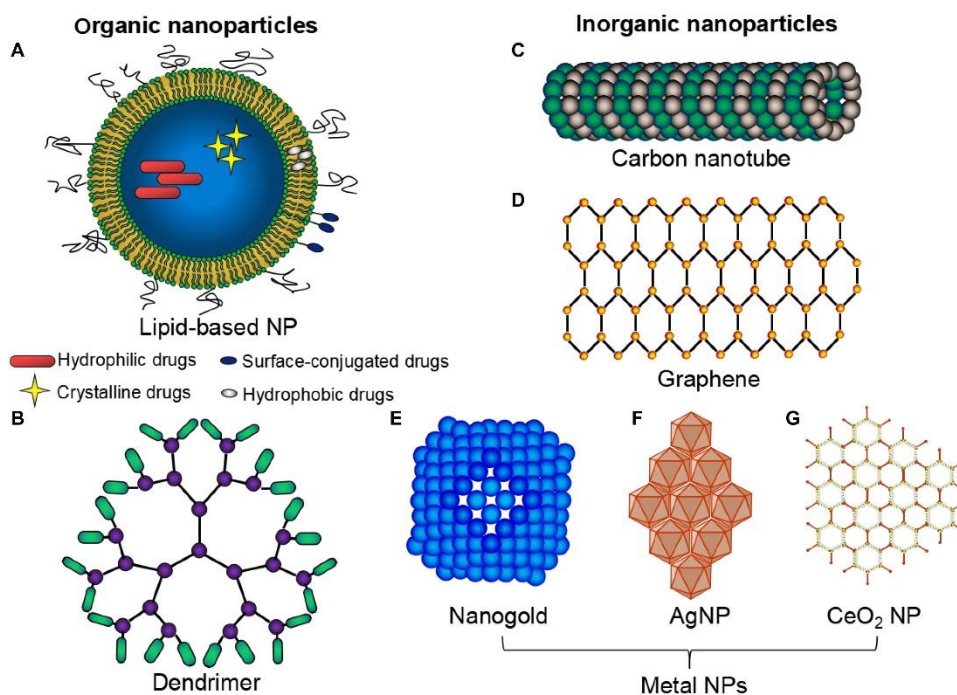 Organic nanoparticles
A
Lipid-based NP
Hydrophilic drugs
Surface-conjugated drugs
Crystalline drugs
Hydrophobic drugs
B
Dendrimer
Inorganic nanoparticles
C
Carbon nanotube
D
Graphene
E
F
G
Nanogold
AgNP
CeO₂ NP
Metal NPs